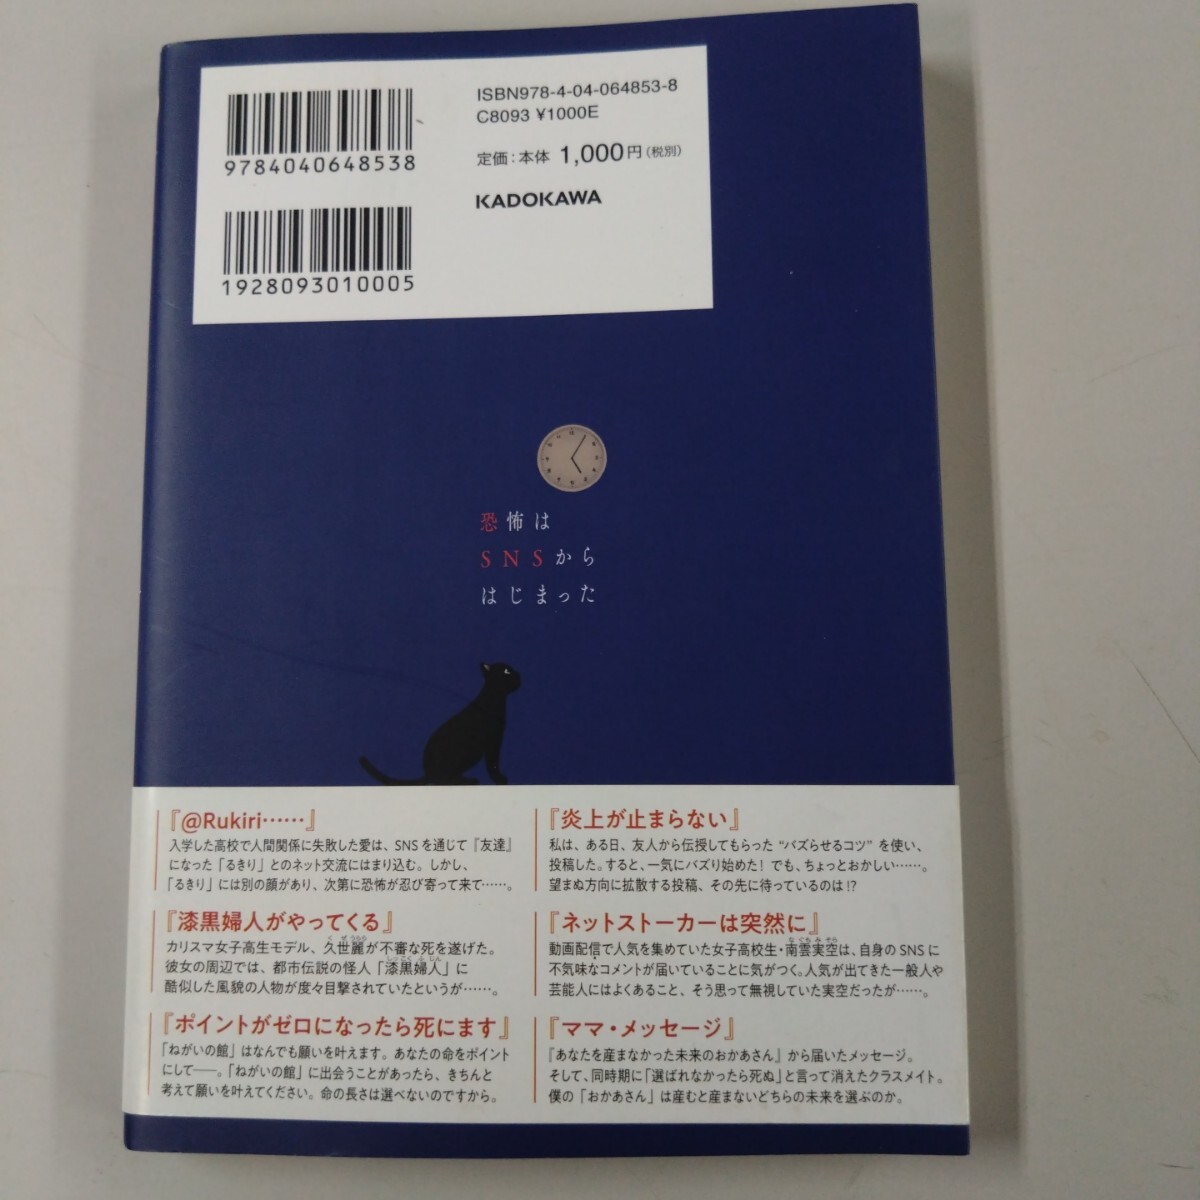 ISBN978-4-04-064853-8
C8093 ¥1000E
定価:本体 1,000円(税別)
KADOKAWA
9784040648538
1928093010005
恐怖は
SNSから
はじまった
『@Rukiri……』
入学した高校で人間関係に失敗した愛は、SNSを通じて『友達』
になった「るきり」とのネット交流にはまり込む。しかし、
「るきり」には別の顔があり、次第に恐怖が忍び寄って来て……。
『漆黒婦人がやってくる』
カリスマ女子高生モデル、久世麗が不審な死を遂げた。
彼女の周辺では、都市伝説の怪人「漆黒婦人」に
酷似した風貌の人物が度々目撃されていたというが……。
『ポイントがゼロになったら死にます』
「ねがいの館」はなんでも願いを叶えます。あなたの命をポイント
にして――。「ねがいの館」に出会うことがあったら、きちんと
考えて願いを叶えてください。命の長さは選べないのですから。
『炎上が止まらない』
私は、ある日、友人から伝授してもらった“バズらせるコツ”を使い、
投稿した。すると、一気にバズり始めた!でも、ちょっとおかしい……。
望まぬ方向に拡散する投稿、その先に待っているのは!?
『ネットストーカーは突然に』
動画配信で人気を集めていた女子高校生・南雲実空は、自身のSNSに
不気味なコメントが届いていることに気がつく。人気が出てきた一般人や
芸能人にはよくあること、そう思って無視していた実空だったが……。
『ママ・メッセージ』
『あなたを産まなかった未来のおかあさん』から届いたメッセージ。
そして、同時期に「選ばれなかったら死ぬ」と言って消えたクラスメイト。
僕の「おかあさん」は産むと産まないどちらの未来を選ぶのか。